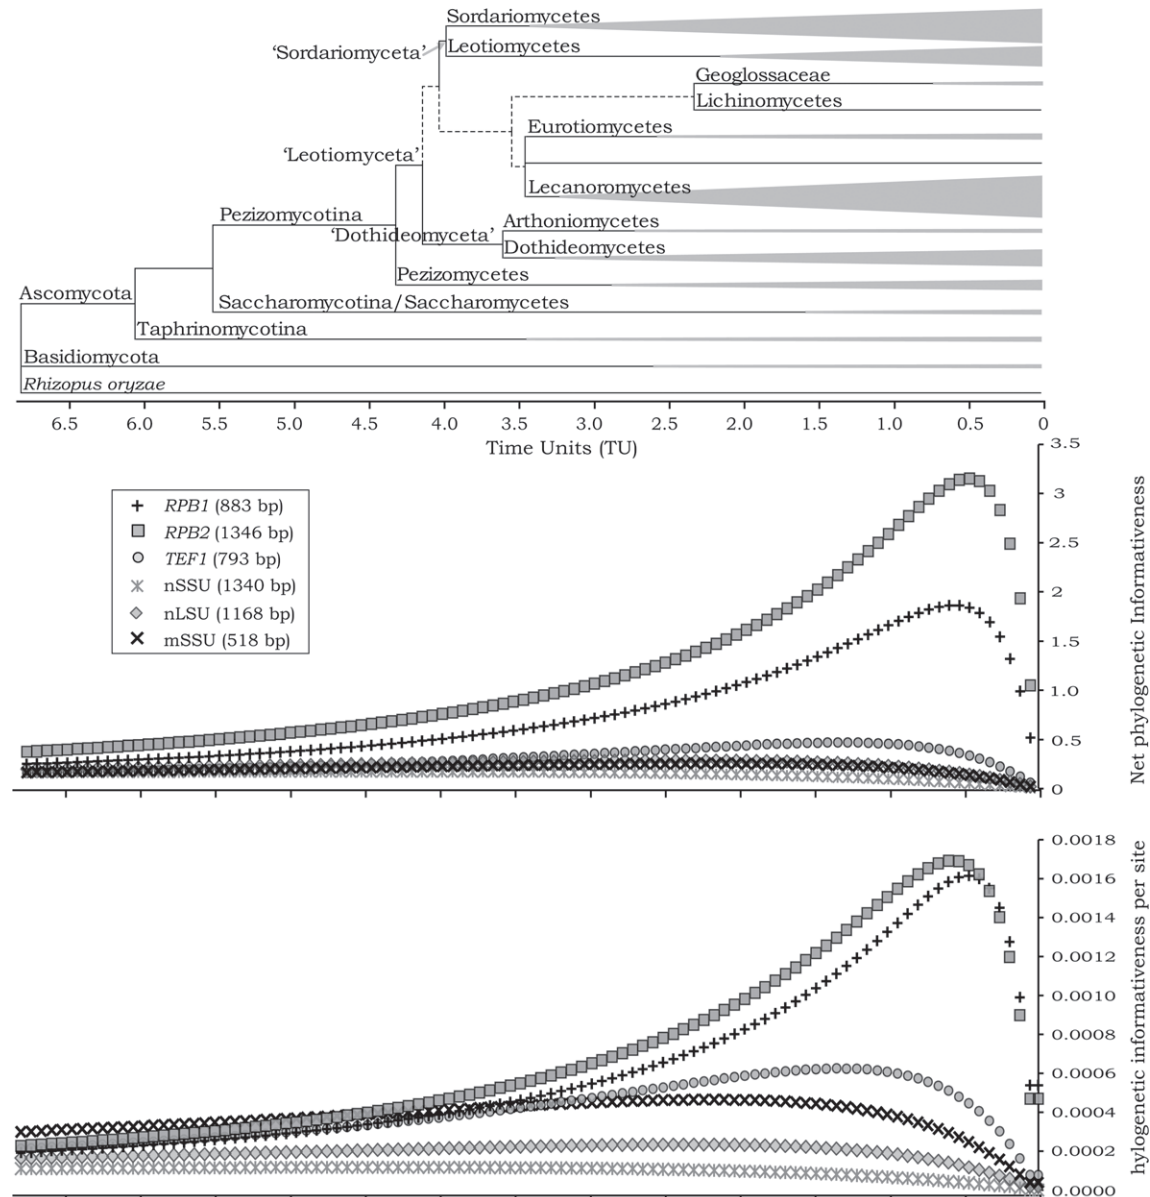 Sordariomycetes
‘Sordariomyceta’
Leotiomycetes
Geoglossaceae
Lichinomycetes
Eurotiomycetes
‘Leotiomyceta’
Lecanoromycetes
Pezizomycotina
Arthoniomycetes
‘Dothideomyceta’
Dothideomycetes
Pezizomycetes
Ascomycota
Saccharomycotina/Saccharomycetes
Taphrinomycotina
Basidiomycota
Rhizopus oryzae
6.5 6.0 5.5 5.0 4.5 4.0 3.5 3.0 2.5 2.0 1.5 1.0 0.5 0
Time Units (TU)
3.5
3
2.5
2
1.5
1.0
0.5
0
Net phylogenetic Informativeness
RPB1 (883 bp)
RPB2 (1346 bp)
TEF1 (793 bp)
nSSU (1340 bp)
nLSU (1168 bp)
mSSU (518 bp)
0.0018
0.0016
0.0014
0.0012
0.0010
0.0008
0.0006
0.0004
0.0002
0.0000
hylogenetic informativeness per site